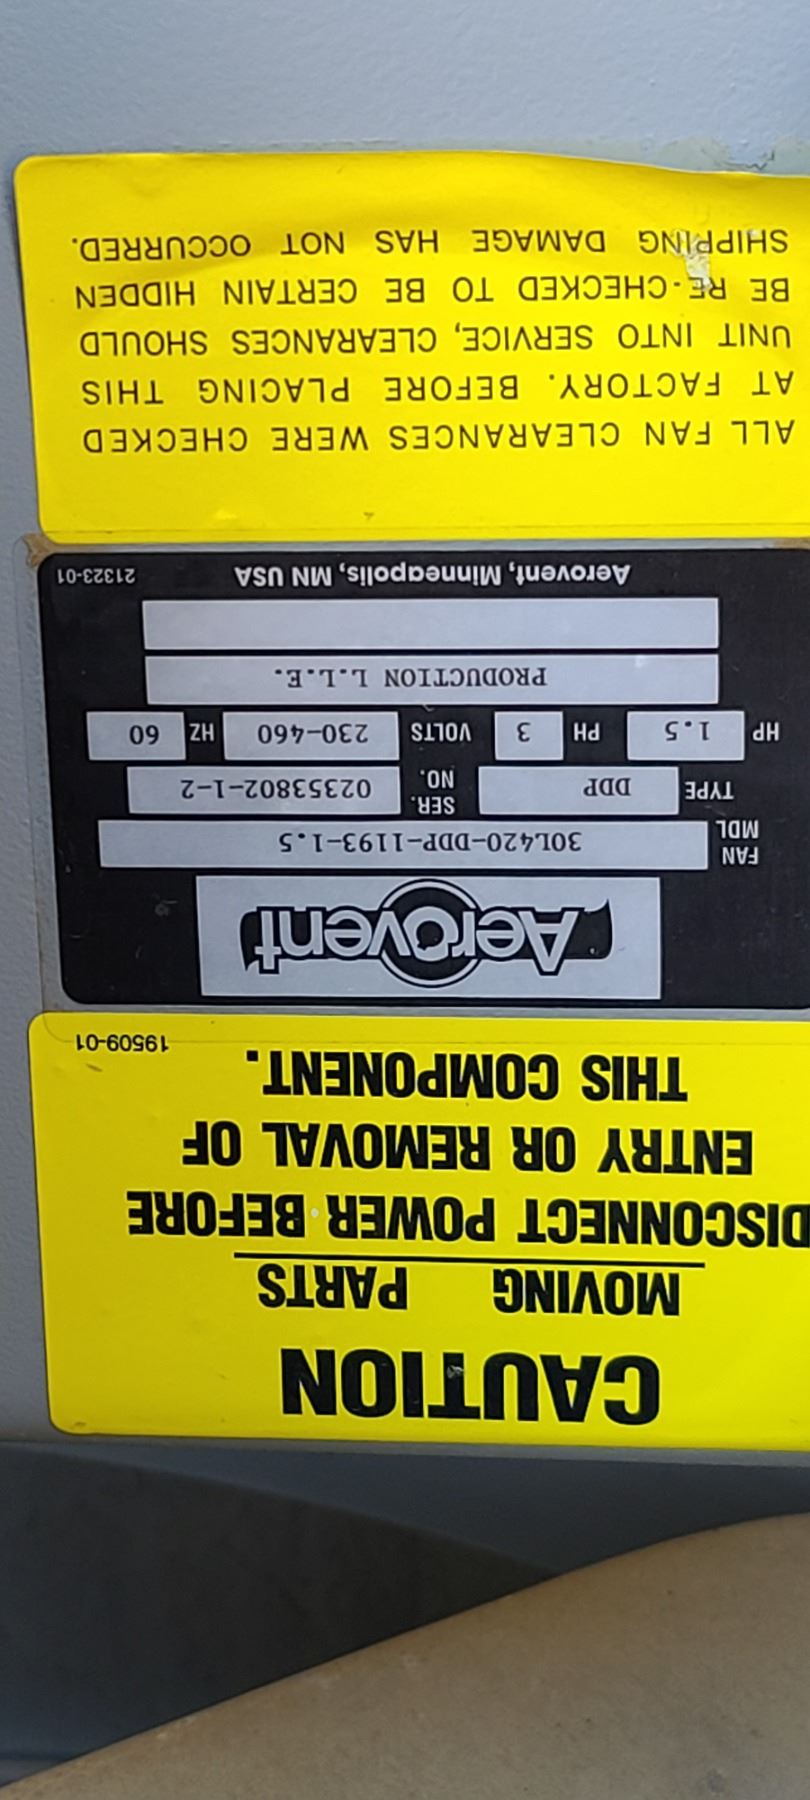 CAUTION
MOVING PARTS
DISCONNECT POWER BEFORE
ENTRY OR REMOVAL OF
THIS COMPONENT.
19509-01
Aerovent
FAN MDL 30L420-DDP-1193-1.5
TYPE DDP SER. NO. 02353802-1-2
HP 1.5 PH 3 VOLTS 230-460 HZ 60
PRODUCTION L.L.E.
Aerovent, Minneapolis, MN USA 21323-01
ALL FAN CLEARANCES WERE CHECKED
AT FACTORY. BEFORE PLACING THIS
UNIT INTO SERVICE, CLEARANCES SHOULD
BE RE-CHECKED TO BE CERTAIN HIDDEN
SHIPPING DAMAGE HAS NOT OCCURRED.